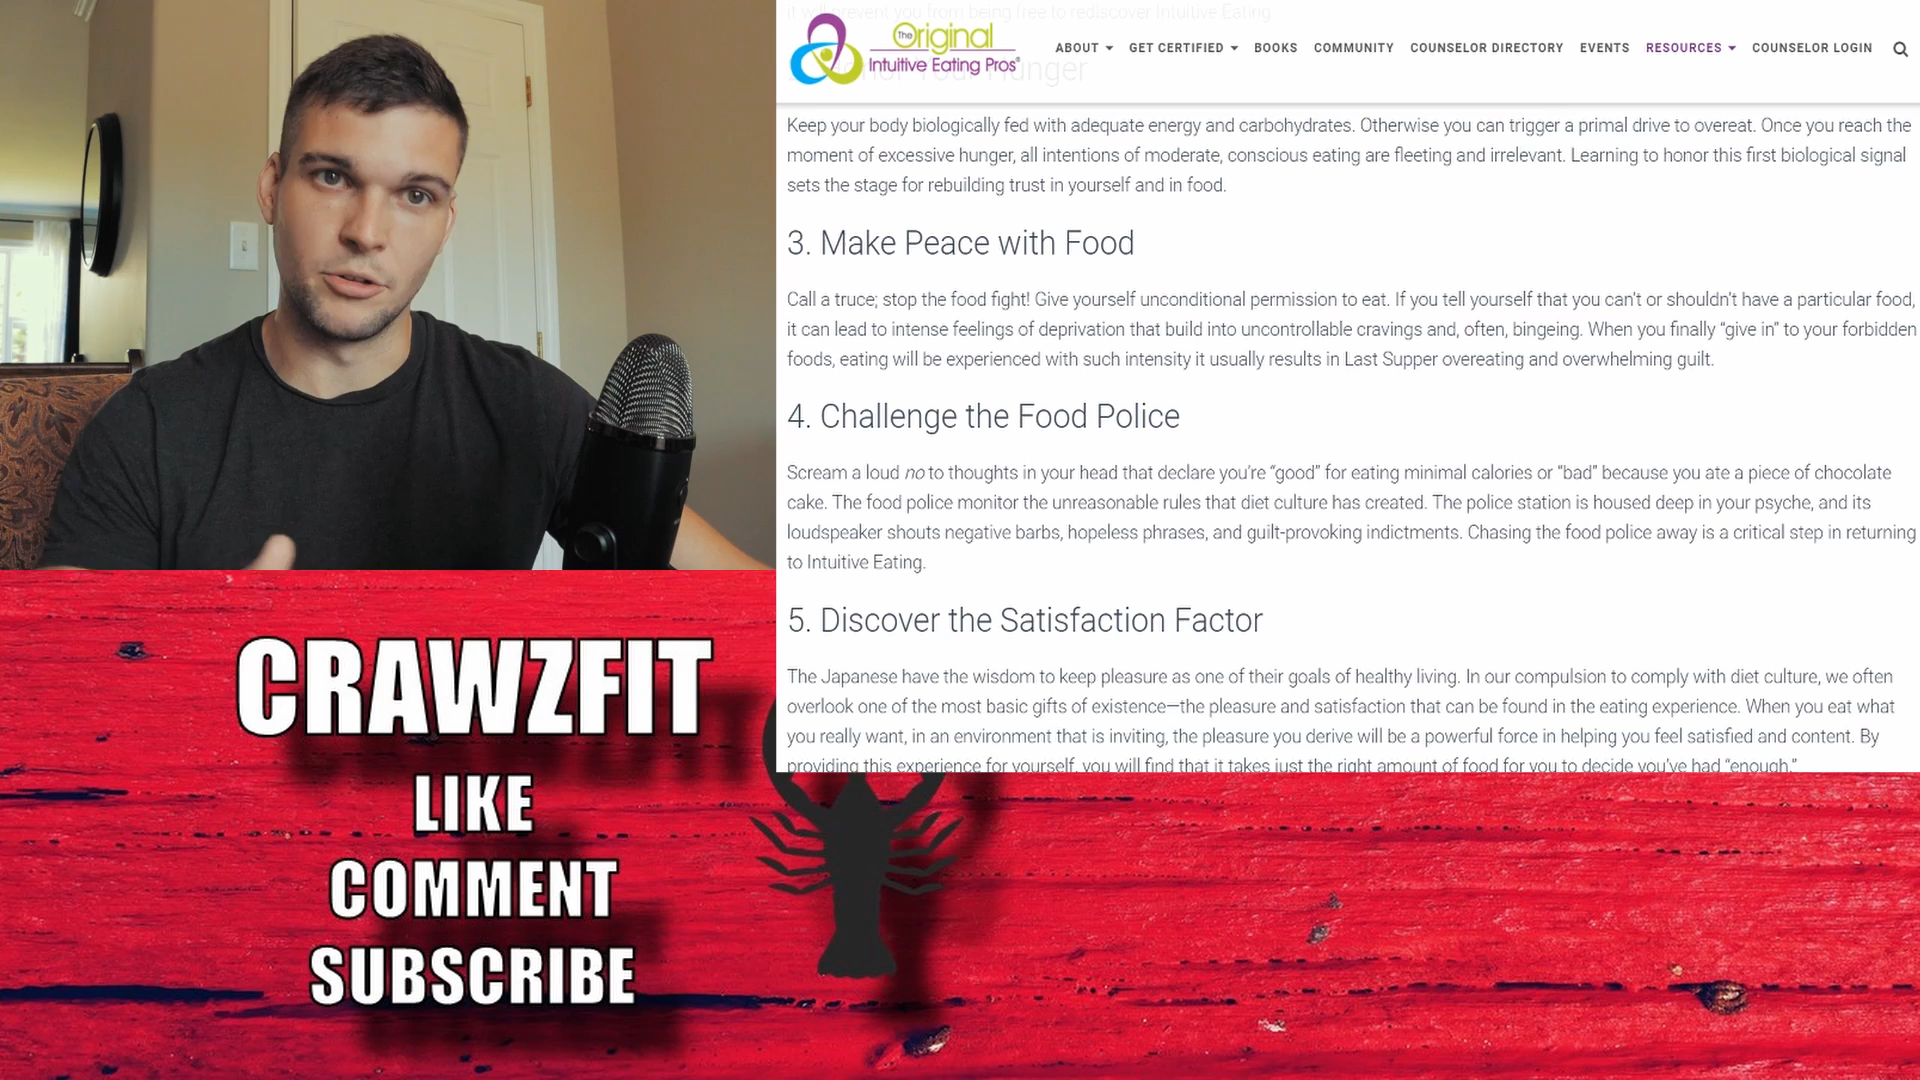 it will prevent you from being free to rediscover Intuitive Eating
The Original
Intuitive Eating Pros®
ABOUT GET CERTIFIED BOOKS COMMUNITY COUNSELOR DIRECTORY EVENTS RESOURCES COUNSELOR LOGIN
Hunger
Keep your body biologically fed with adequate energy and carbohydrates. Otherwise you can trigger a primal drive to overeat. Once you reach the
moment of excessive hunger, all intentions of moderate, conscious eating are fleeting and irrelevant. Learning to honor this first biological signal
sets the stage for rebuilding trust in yourself and in food.
3. Make Peace with Food
Call a truce; stop the food fight! Give yourself unconditional permission to eat. If you tell yourself that you can’t or shouldn’t have a particular food,
it can lead to intense feelings of deprivation that build into uncontrollable cravings and, often, bingeing. When you finally “give in” to your forbidden
foods, eating will be experienced with such intensity it usually results in Last Supper overeating and overwhelming guilt.
4. Challenge the Food Police
Scream a loud no to thoughts in your head that declare you’re “good” for eating minimal calories or “bad” because you ate a piece of chocolate
cake. The food police monitor the unreasonable rules that diet culture has created. The police station is housed deep in your psyche, and its
loudspeaker shouts negative barbs, hopeless phrases, and guilt-provoking indictments. Chasing the food police away is a critical step in returning
to Intuitive Eating.
5. Discover the Satisfaction Factor
The Japanese have the wisdom to keep pleasure as one of their goals of healthy living. In our compulsion to comply with diet culture, we often
overlook one of the most basic gifts of existence—the pleasure and satisfaction that can be found in the eating experience. When you eat what
you really want, in an environment that is inviting, the pleasure you derive will be a powerful force in helping you feel satisfied and content. By
providing this experience for yourself, you will find that it takes just the right amount of food for you to decide you’ve had “enough.”
CRAWZFIT
LIKE
COMMENT
SUBSCRIBE